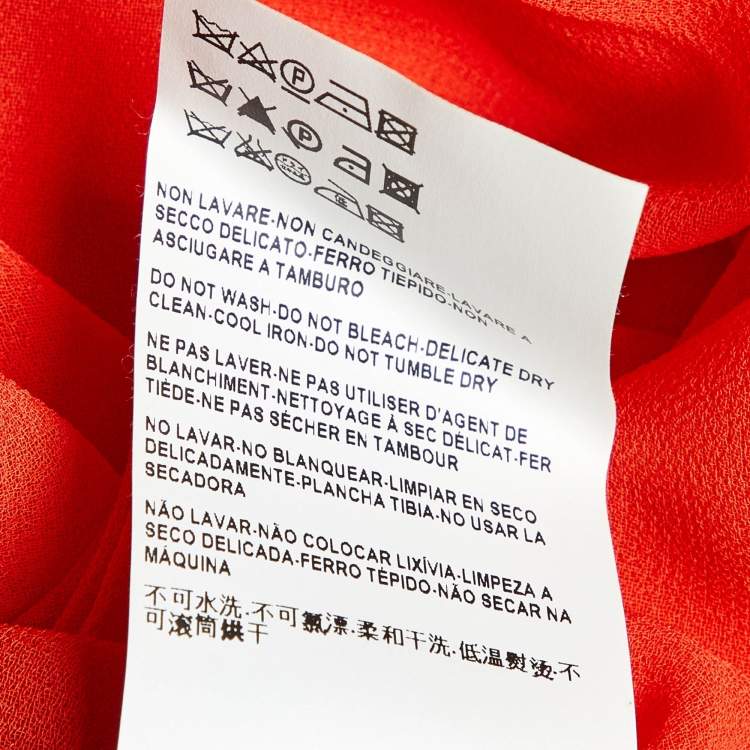 P
P
NON LAVARE-NON CANDEGGIARE-LAVARE A
SECCO DELICATO-FERRO TIEPIDO-NON
ASCIUGARE A TAMBURO
DO NOT WASH-DO NOT BLEACH-DELICATE DRY
CLEAN-COOL IRON-DO NOT TUMBLE DRY
NE PAS LAVER-NE PAS UTILISER D'AGENT DE
BLANCHIMENT-NETTOYAGE À SEC DÉLICAT-FER
TIÉDE-NE PAS SÉCHER EN TAMBOUR
NO LAVAR-NO BLANQUEAR-LIMPIAR EN SECO
DELICADAMENTE-PLANCHA TIBIA-NO USAR LA
SECADORA
NÃO LAVAR-NÃO COLOCAR LIXÍVIA-LIMPEZA A
SECO DELICADA-FERRO TÉPIDO-NÃO SECAR NA
MÁQUINA
不可水洗-不可氯漂-柔和干洗-低温熨烫-不
可滚筒烘干